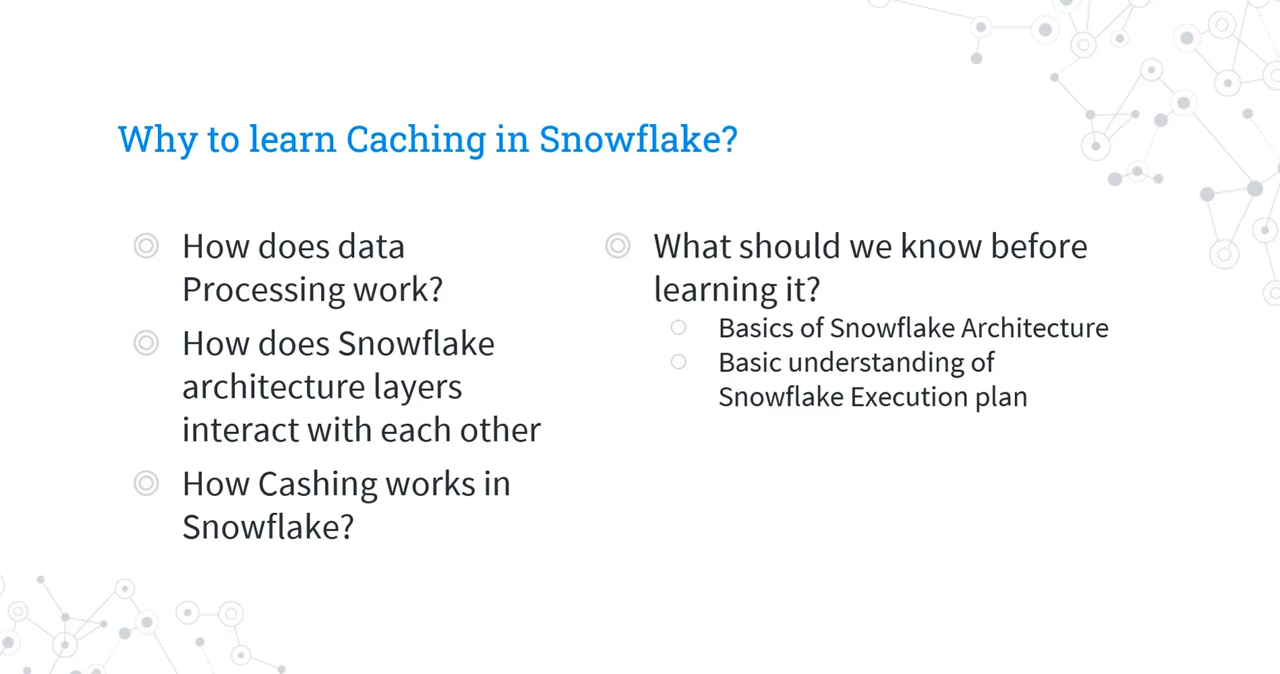 Why to learn Caching in Snowflake?
How does data
Processing work?
How does Snowflake
architecture layers
interact with each other
How Cashing works in
Snowflake?
What should we know before
learning it?
Basics of Snowflake Architecture
Basic understanding of
Snowflake Execution plan